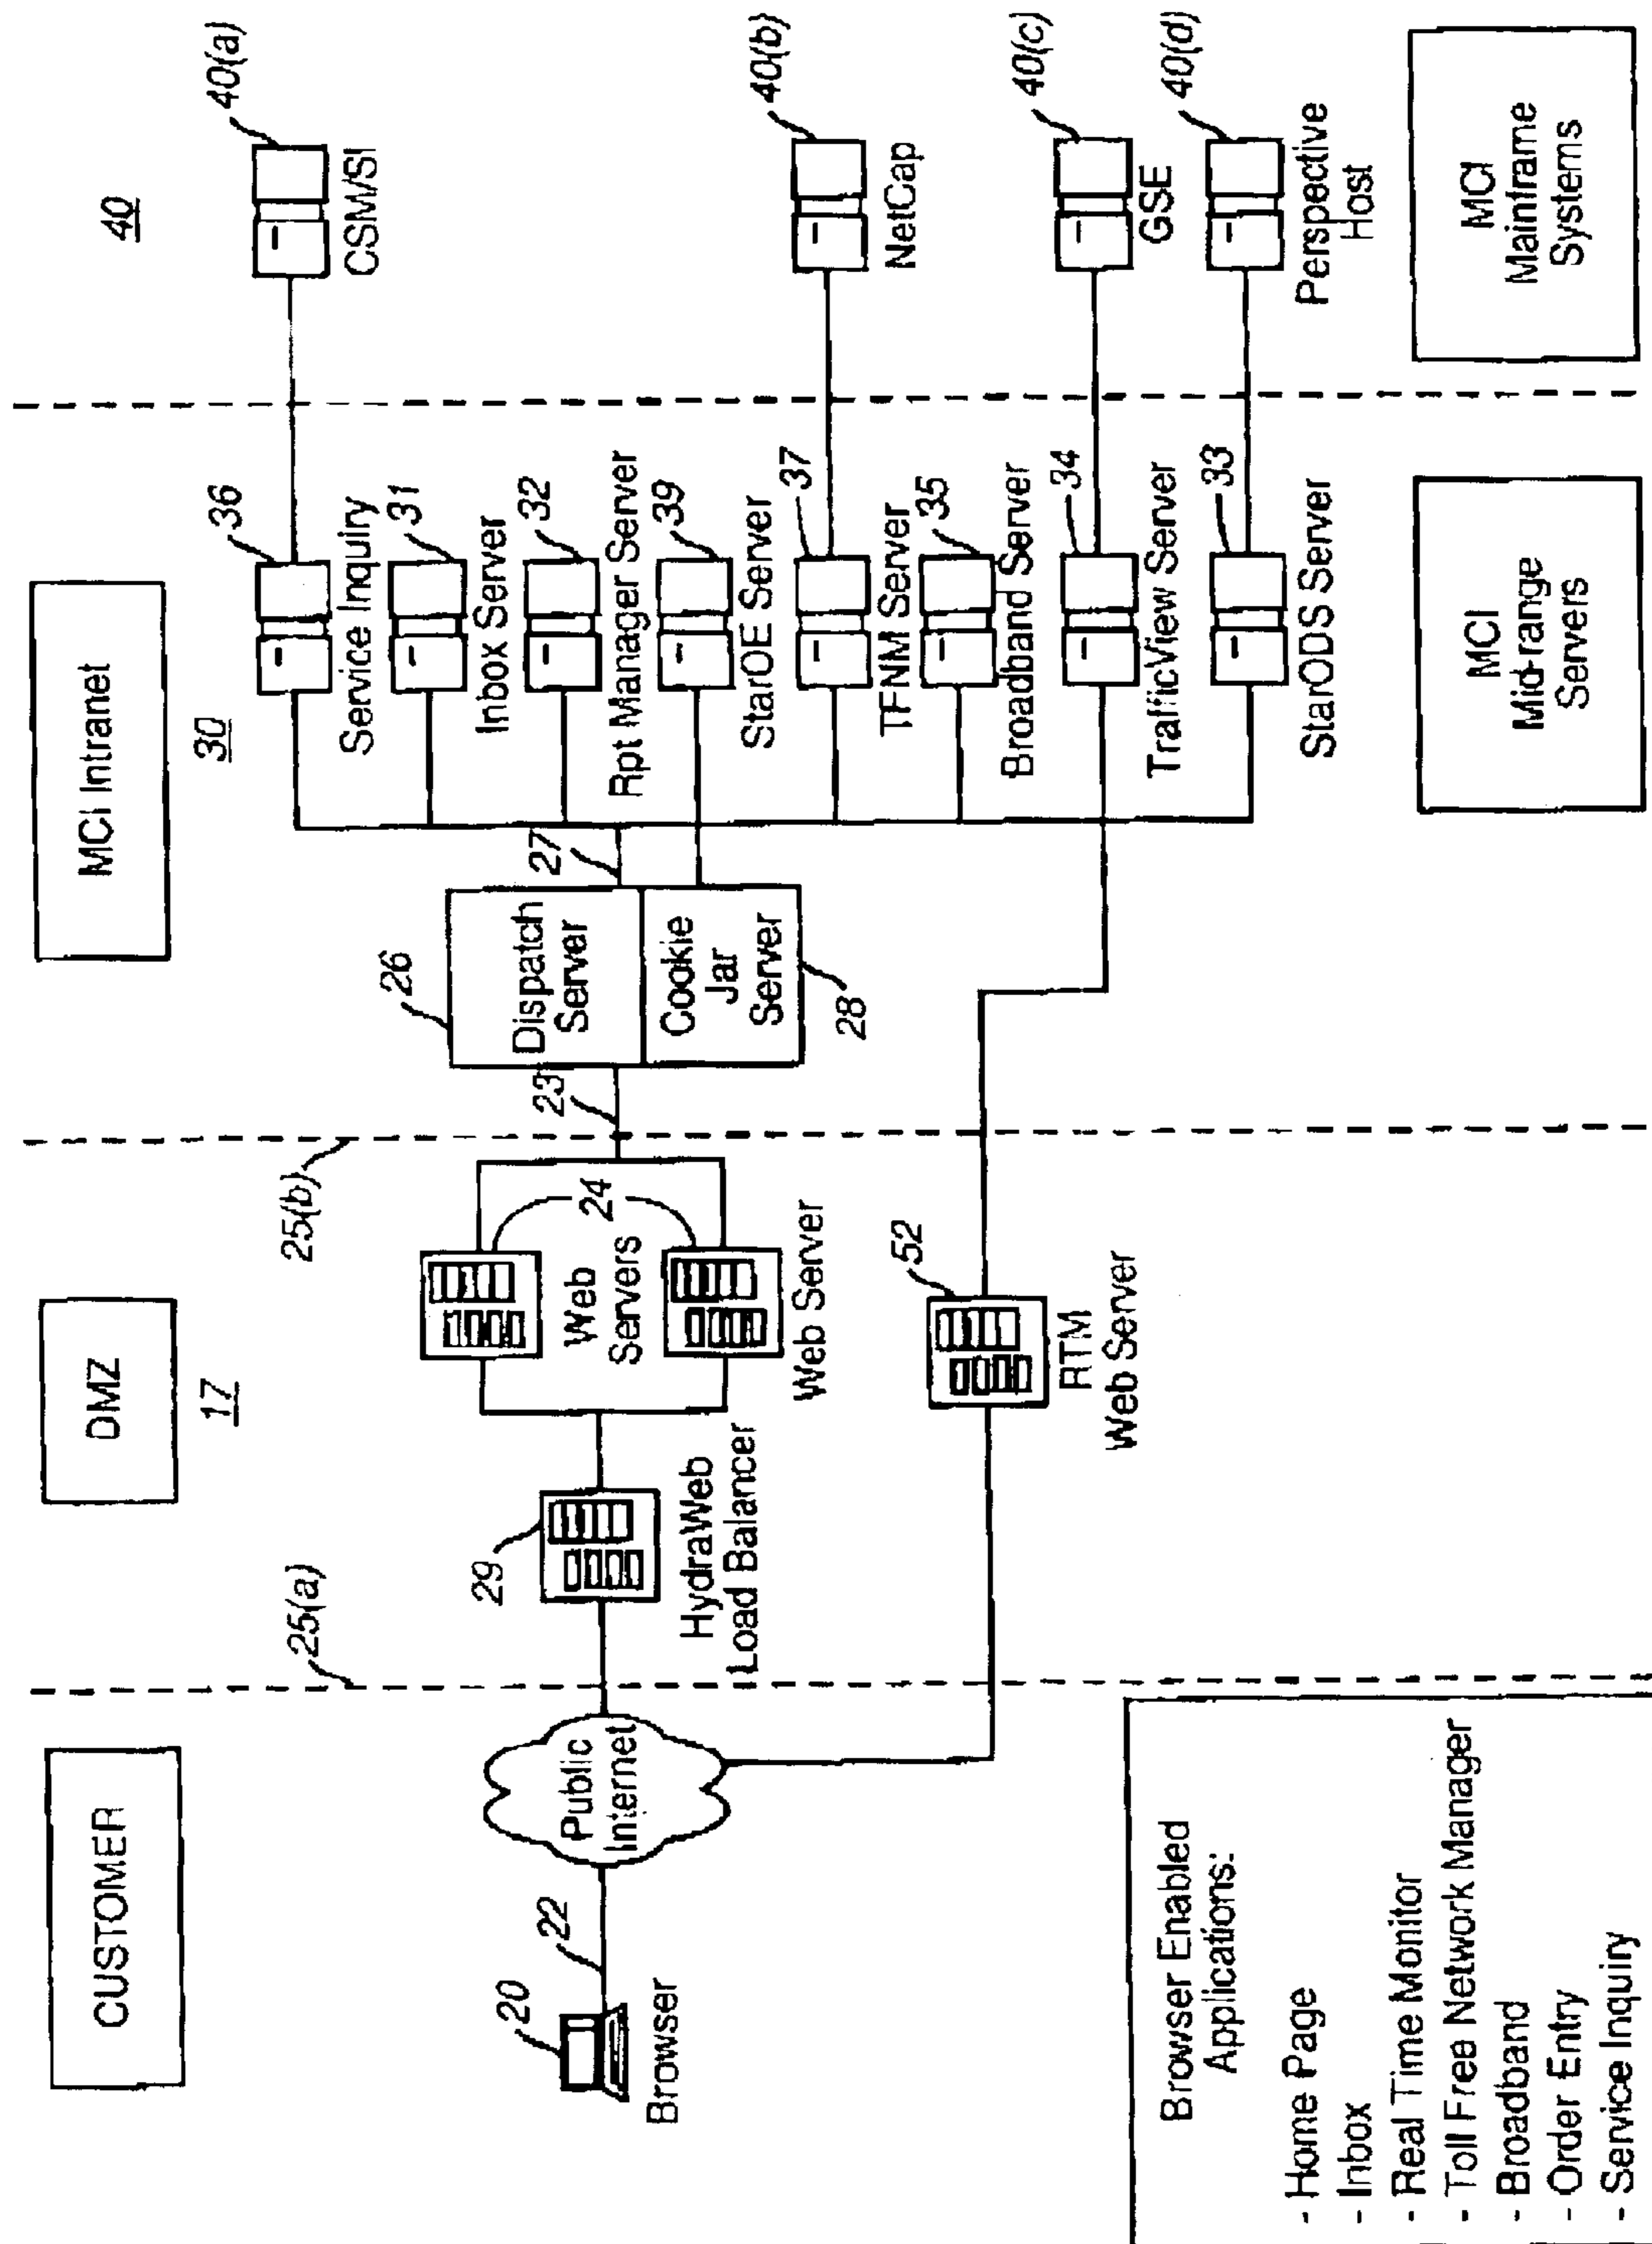 CUSTOMER
DMZ
MCI Intranet
17
30
40
25(a)
25(b)
20
22
Browser
Public
Internet
29
HydraWeb
Load Balancer
24
Web
Servers
Web Server
52
RTM
Web Server
23
26
Dispatch
Server
Cookie
Jar
Server
28
27
36
Service Inquiry
31
Inbox Server
32
Rpt Manager Server
39
StarOE Server
37
TFNM Server
35
Broadband Server
34
TrafficView Server
33
StarODS Server
40(a)
CSM/SI
40(b)
NetCap
40(c)
GSE
40(d)
Perspective
Host
Browser Enabled
Applications:
- Home Page
- Inbox
- Real Time Monitor
- Toll Free Network Manager
- Broadband
- Order Entry
- Service Inquiry
MCI
Mid-range
Servers
MCI
Mainframe
Systems